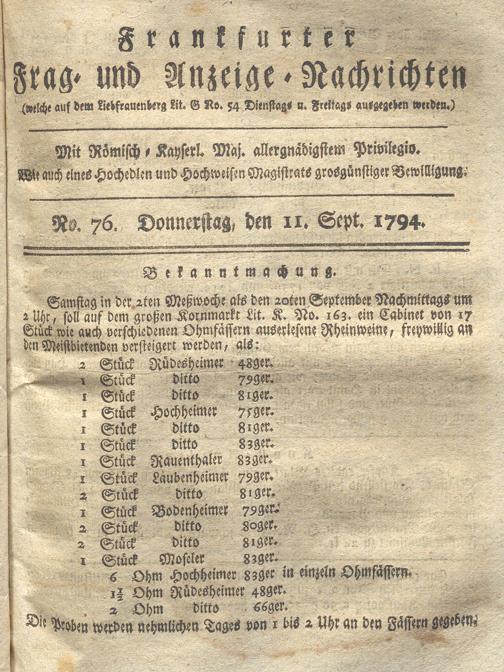 Frankfurter
Frag- und Anzeige-Nachrichten
(welche auf dem Liebfrauenberg Lit. G No. 54 Dienstags u. Freitags ausgegeben werden.)
Mit Römisch-Kayserl. Maj. allergnädigstem Privilegio.
Wie auch eines Hochedlen und Hochweisen Magistrats grosgünstiger Bewilligung.
No. 76. Donnerstag, den 11. Sept. 1794.
Bekanntmachung.
Samstag in der 2ten Meßwoche als den 20ten September Nachmittags um
2 Uhr, soll auf dem großen Kornmarkt Lit. K. No. 163. ein Cabinet von 17
Stück wie auch verschiedenen Ohmfässern auserlesene Rheinweine, freywillig an
den Meistbietenden versteigert werden, als:
2 Stück Rüdesheimer 48ger.
1 Stück ditto 79ger.
1 Stück ditto 81ger.
1 Stück Hochheimer 75ger.
1 Stück ditto 81ger.
1 Stück ditto 83ger.
1 Stück Rauenthaler 83ger.
1 Stück Laubenheimer 79ger.
2 Stück ditto 81ger.
1 Stück Bodenheimer 79ger.
2 Stück ditto 80ger.
2 Stück ditto 81ger.
1 Stück Moseler 83ger.
6 Ohm Hochheimer 83ger in einzeln Ohmfässern.
1½ Ohm Rüdesheimer 48ger.
2 Ohm ditto 66ger.
Die Proben werden nehmlichen Tages von 1 bis 2 Uhr an den Fässern gegeben.